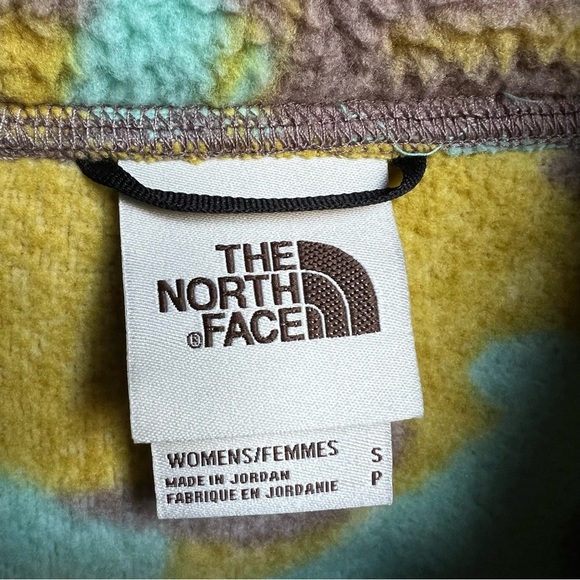 THE
NORTH
®FACE
WOMENS/FEMMES S
MADE IN JORDAN
FABRIQUE EN JORDANIE P